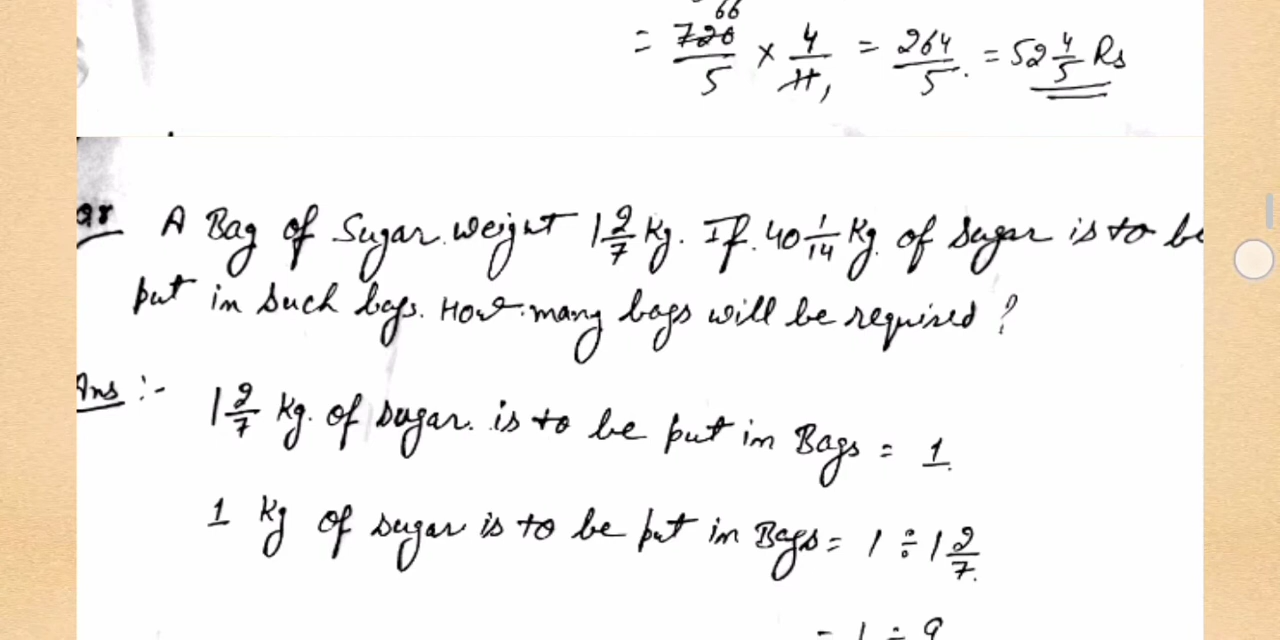 66
= 720/5 × 4/11, = 264/5. = 52 4/5 Rs
Q8 A Bag of Sugar weight 1 2/7 Kg. If 40 1/14 Kg. of sugar is to be
put in such bags. How many bags will be required ?
Ans :-
1 2/7 Kg. of sugar. is to be put in Bags = 1
1 Kg of sugar is to be put in Bags = 1 ÷ 1 2/7.
= 1 ÷ 9